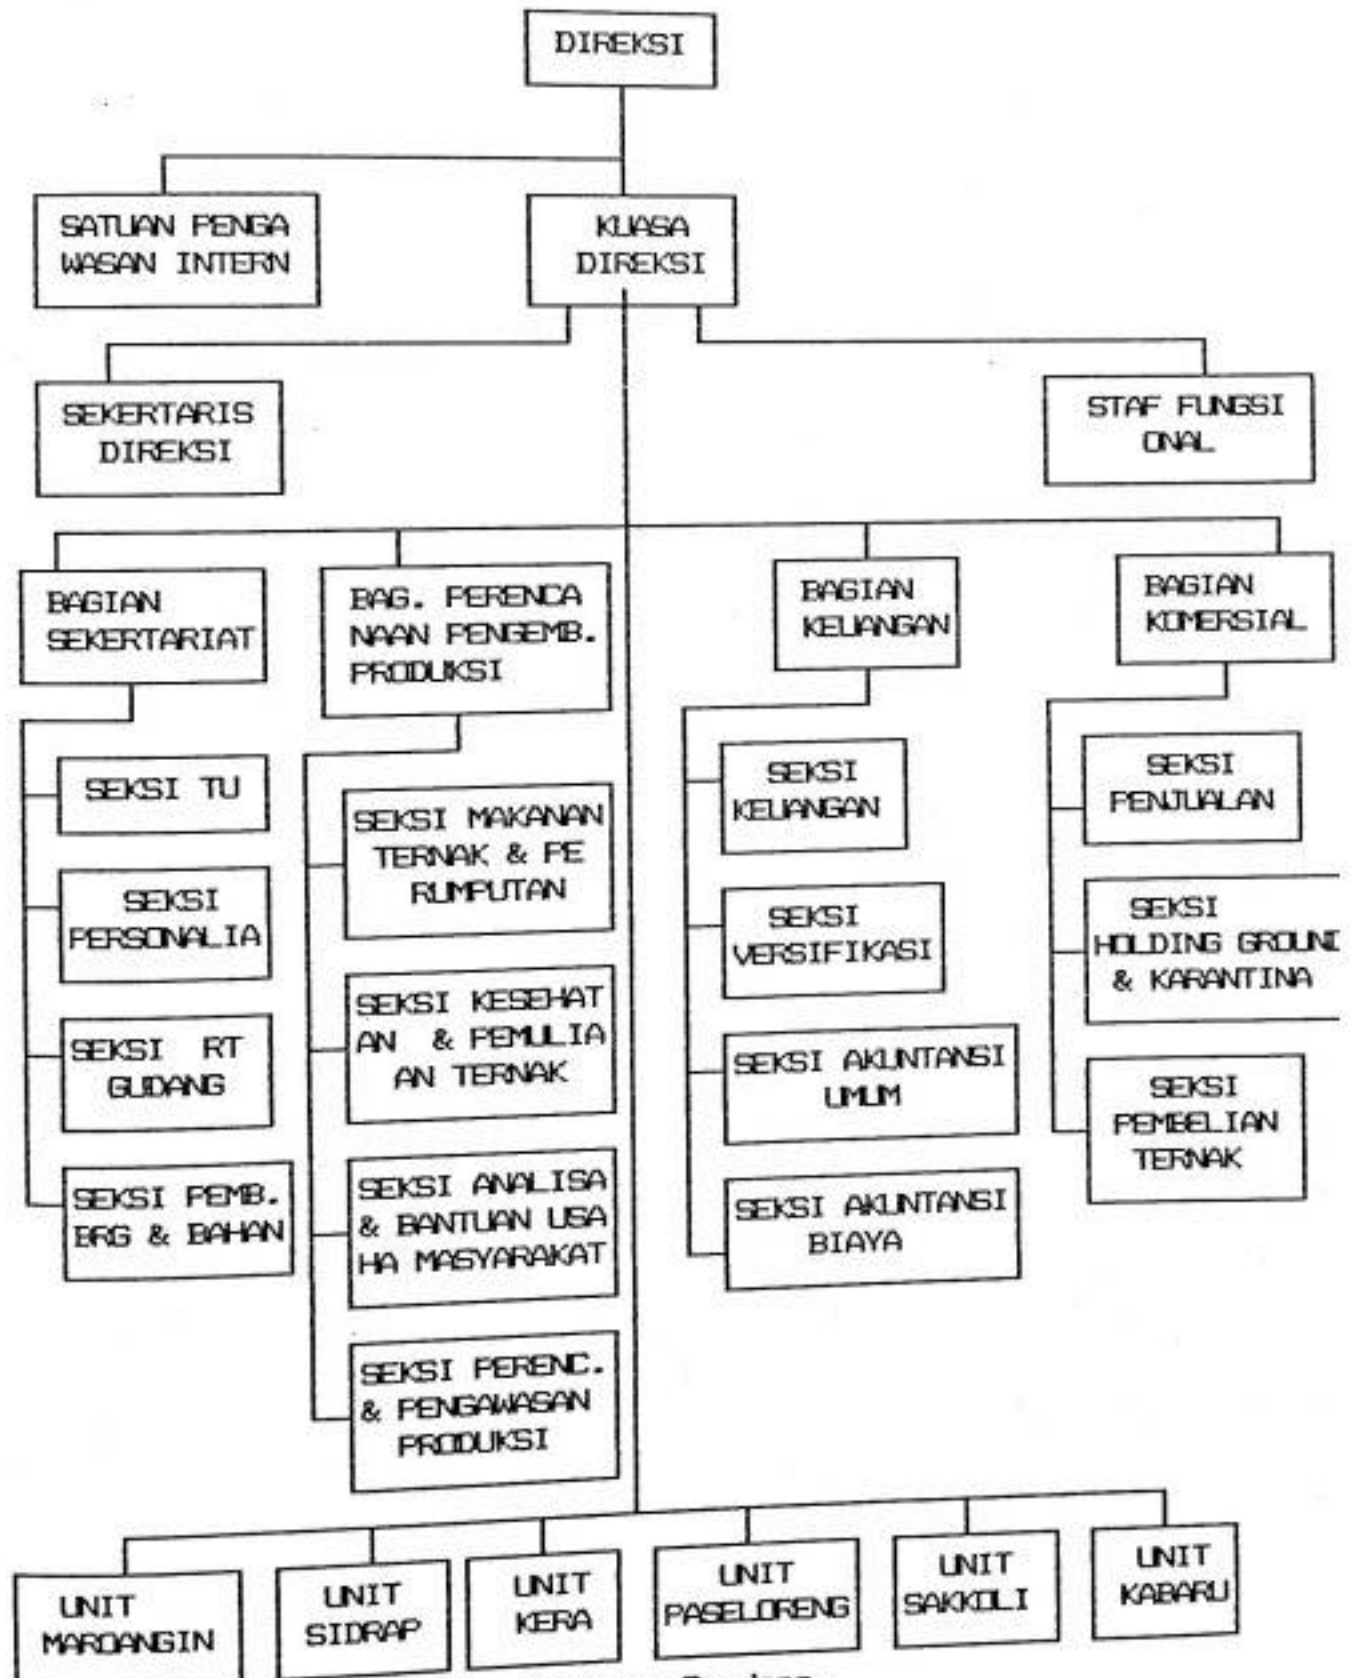 DIREKSI
SATUAN PENGA
WASAN INTERN
KUASA
DIREKSI
SEKERTARIS
DIREKSI
STAF FUNGSI
ONAL
BAGIAN
SEKERTARIAT
BAG. PERENCA
NAAN PENGEMB.
PRODUKSI
BAGIAN
KEUANGAN
BAGIAN
KOMERSIAL
SEKSI TU
SEKSI
PERSONALIA
SEKSI RT
GUDANG
SEKSI PEMB.
BRG & BAHAN
SEKSI MAKANAN
TERNAK & PE
RUMPUTAN
SEKSI KESEHAT
AN & PEMULIA
AN TERNAK
SEKSI ANALISA
& BANTUAN USA
HA MASYARAKAT
SEKSI PERENC.
& PENGAWASAN
PRODUKSI
SEKSI
KEUANGAN
SEKSI
VERSIFIKASI
SEKSI AKUNTANSI
UMUM
SEKSI AKUNTANSI
BIAYA
SEKSI
PENJUALAN
SEKSI
HOLDING GROUND
& KARANTINA
SEKSI
PEMBELIAN
TERNAK
UNIT
MAROANGIN
UNIT
SIDRAP
UNIT
KERA
UNIT
PASELORENG
UNIT
SAKKOLI
UNIT
KABARU